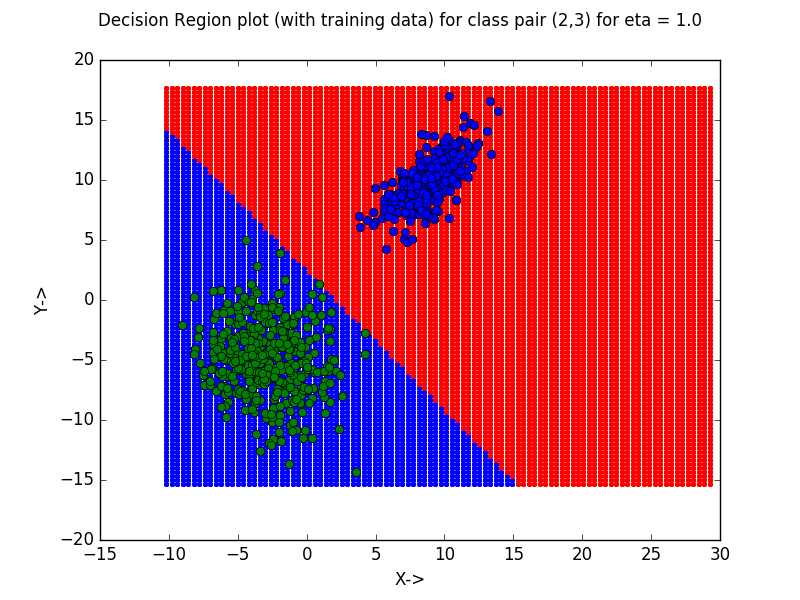 Decision Region plot (with training data) for class pair (2,3) for eta = 1.0
20
15
10
5
0
−5
−10
−15
−20
Y->
−15 −10 −5 0 5 10 15 20 25 30
X->